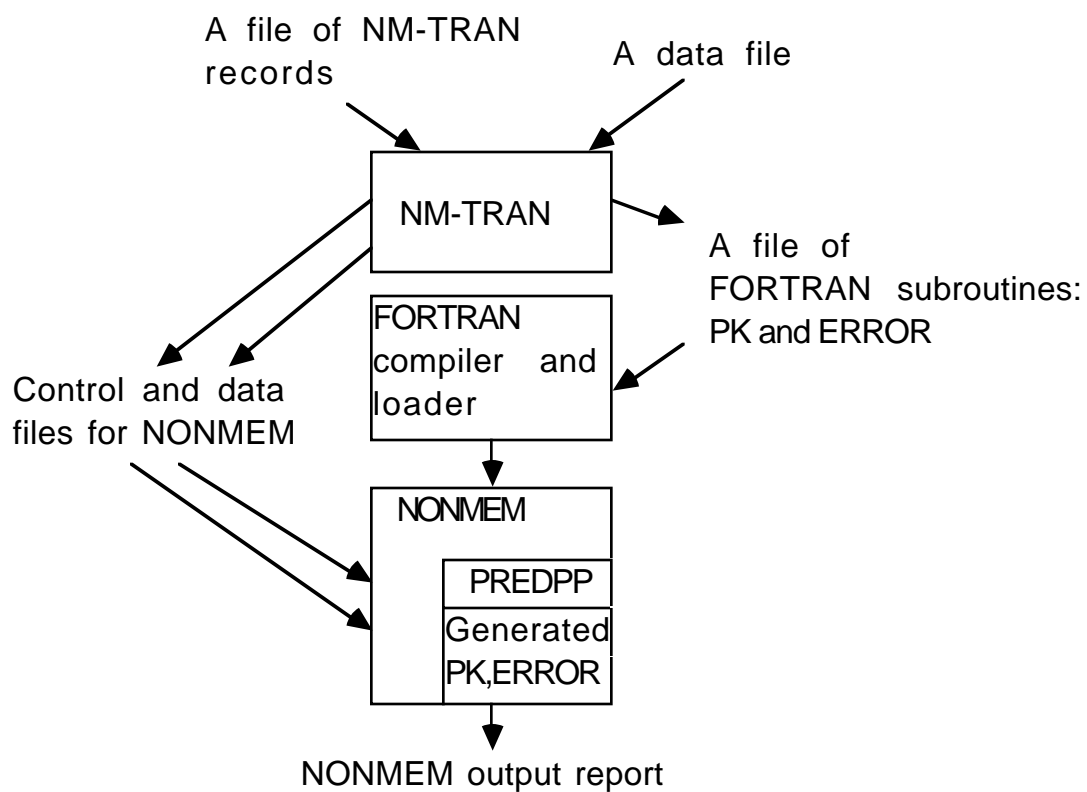 A file of NM-TRAN
records
A data file
NM-TRAN
A file of
FORTRAN subroutines:
PK and ERROR
FORTRAN
compiler and
loader
Control and data
files for NONMEM
NONMEM
PREDPP
Generated
PK,ERROR
NONMEM output report